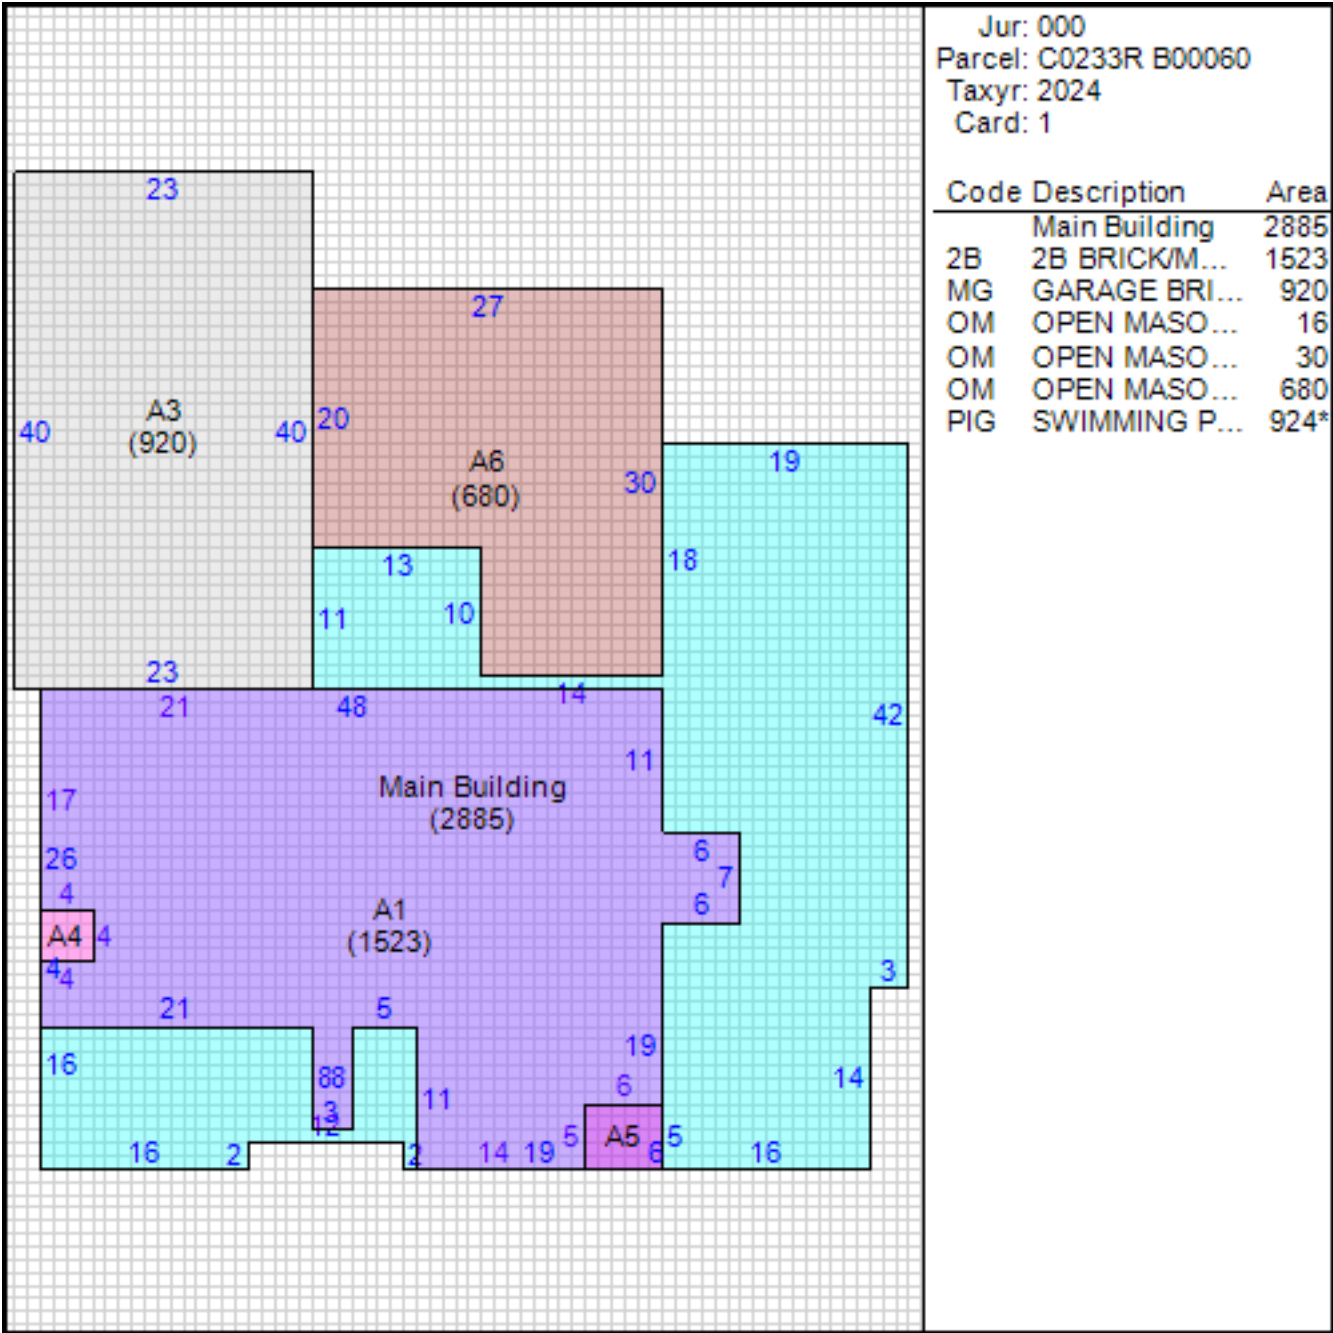 Jur: 000
Parcel: C0233R B00060
Taxyr: 2024
Card: 1
Code Description Area
Main Building 2885
2B 2B BRICK/M... 1523
MG GARAGE BRI... 920
OM OPEN MASO... 16
OM OPEN MASO... 30
OM OPEN MASO... 680
PIG SWIMMING P... 924*
23
27
A3
(920)
40
40
20
A6
(680)
30
19
18
13
11
10
23
21
48
14
42
11
Main Building
(2885)
17
26
4
6
7
6
A1
(1523)
A4
4
4
4
3
21
5
16
19
14
88
3
12
11
6
5
A5
5
16
2
2
14
19
6
16